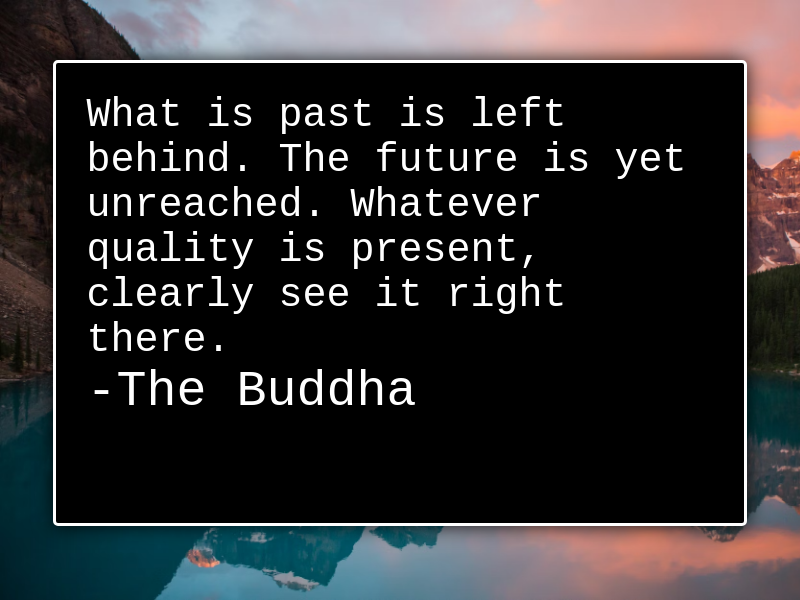 What is past is left
behind. The future is yet
unreached. Whatever
quality is present,
clearly see it right
there.
-The Buddha